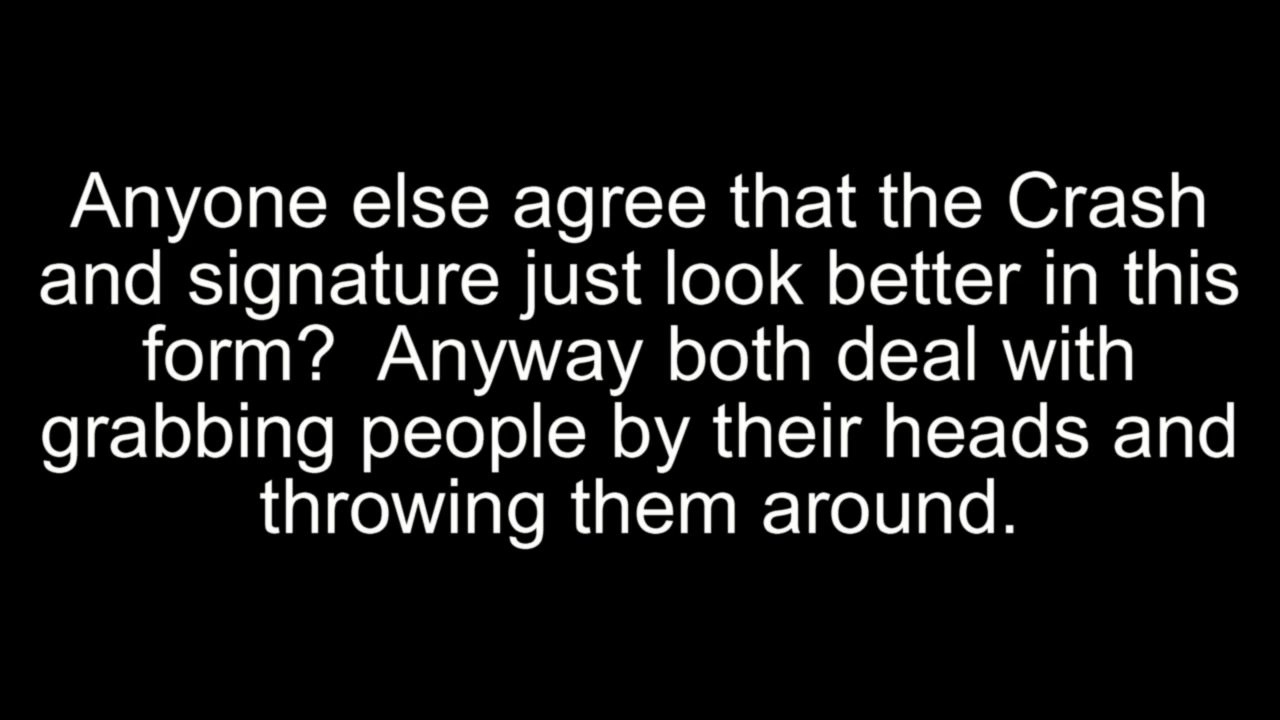 Anyone else agree that the Crash
and signature just look better in this
form?  Anyway both deal with
grabbing people by their heads and
throwing them around.